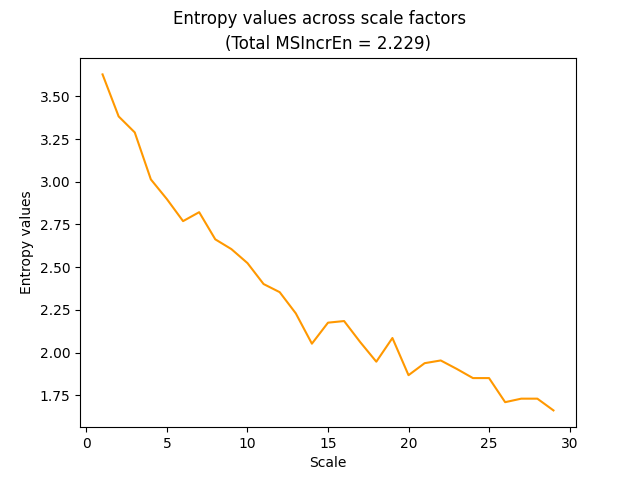 Entropy values across scale factors
(Total MSIncrEn = 2.229)
3.50
3.25
3.00
2.75
2.50
2.25
2.00
1.75
Entropy values
0 5 10 15 20 25 30
Scale